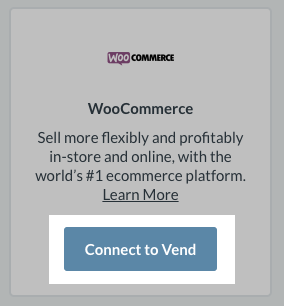 WOO COMMERCE
WooCommerce
Sell more flexibly and profitably
in-store and online, with the
world's #1 ecommerce platform.
Learn More
Connect to Vend